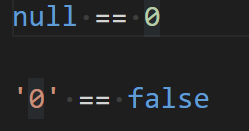 null == 0
'0' == false